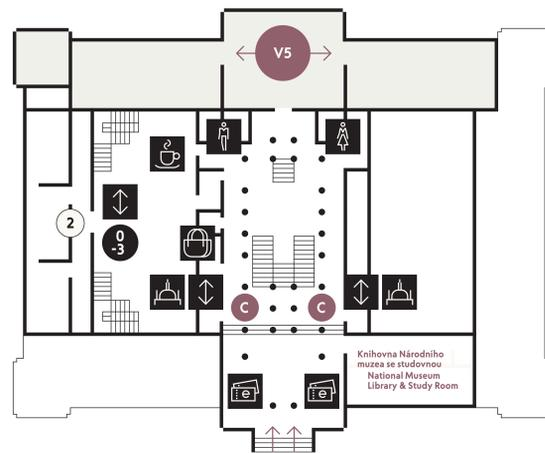 V5
2
0
-3
C
C
e
e
Knihovna Národního
muzea se studovnou
National Museum
Library & Study Room